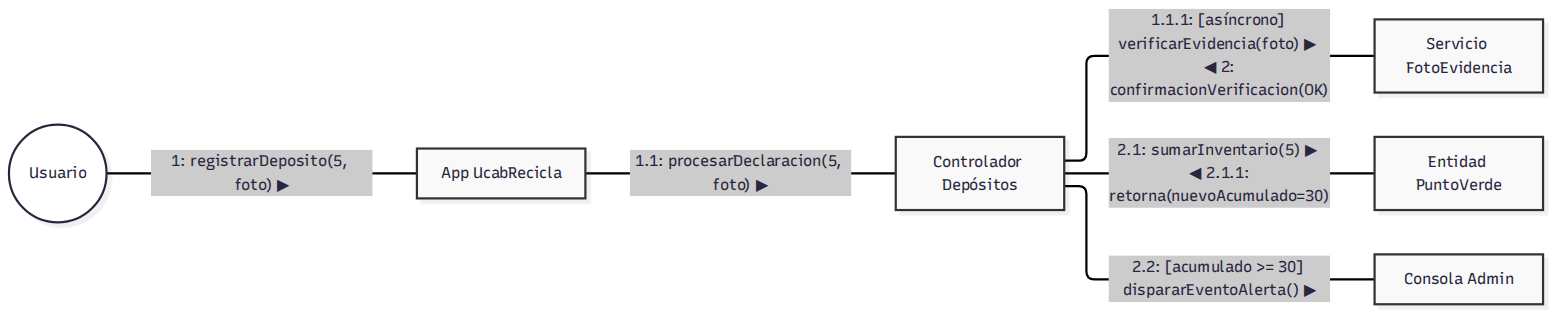 Usuario
1: registrarDeposito(5,
foto) ▶
App UcabRecicla
1.1: procesarDeclaracion(5,
foto) ▶
Controlador
Depósitos
1.1.1: [asíncrono]
verificarEvidencia(foto) ▶
◀ 2:
confirmacionVerificacion(OK)
Servicio
FotoEvidencia
2.1: sumarInventario(5) ▶
◀ 2.1.1:
retorna(nuevoAcumulado=30)
Entidad
PuntoVerde
2.2: [acumulado >= 30]
dispararEventoAlerta() ▶
Consola Admin